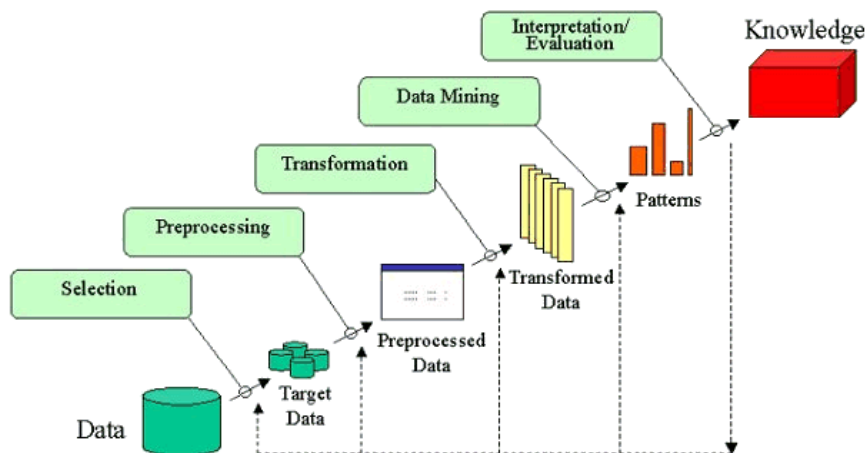 Interpretation/
Evaluation
Knowledge
Data Mining
Transformation
Patterns
Preprocessing
Transformed
Data
Selection
Preprocessed
Data
Target
Data
Data